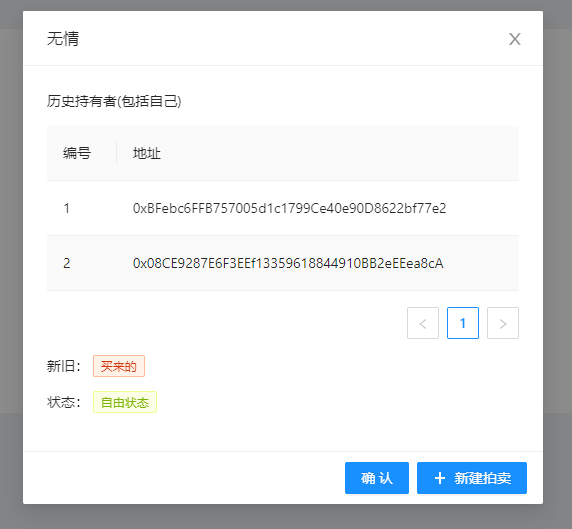 无情
历史持有者(包括自己)
编号 地址
1 0xBFebc6FFB757005d1c1799Ce40e90D8622bf77e2
2 0x08CE9287E6F3EEf13359618844910BB2eEEea8cA
< 1 >
新旧： 买来的
状态： 自由状态
确 认 + 新建拍卖